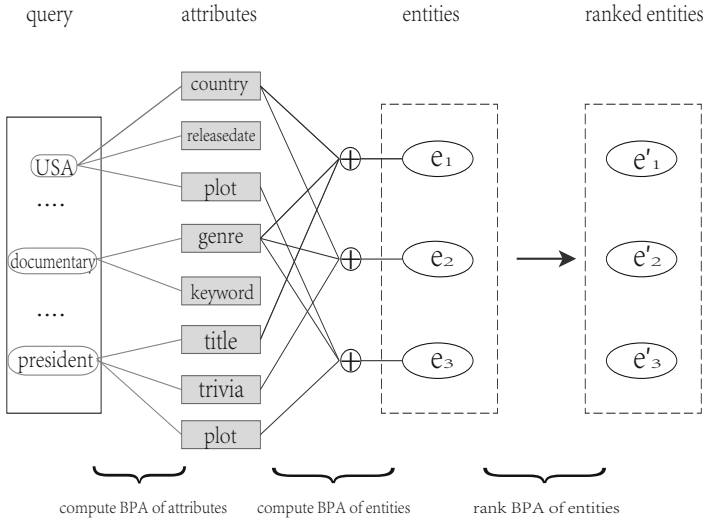 query attributes entities ranked entities
country
releasedate
USA
plot
....
genre
documentary
keyword
....
title
president
trivia
plot
e1
e2
e3
e'1
e'2
e'3
compute BPA of attributes compute BPA of entities rank BPA of entities